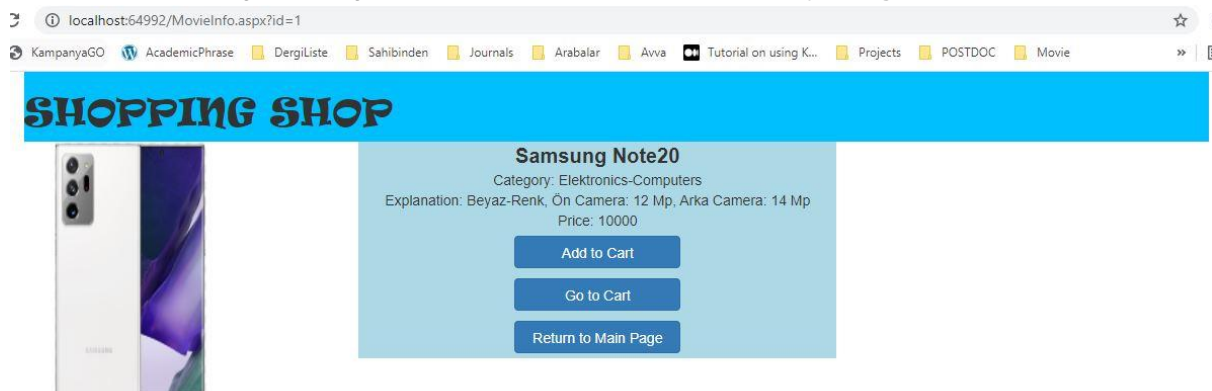 localhost:64992/MovieInfo.aspx?id=1
KampanyaGO AcademicPhrase DergiListe Sahibinden Journals Arabalar Avva Tutorial on using K... Projects POSTDOC Movie »
SHOPPING SHOP
Samsung Note20
Category: Elektronics-Computers
Explanation: Beyaz-Renk, Ön Camera: 12 Mp, Arka Camera: 14 Mp
Price: 10000
Add to Cart
Go to Cart
Return to Main Page
SAMSUNG